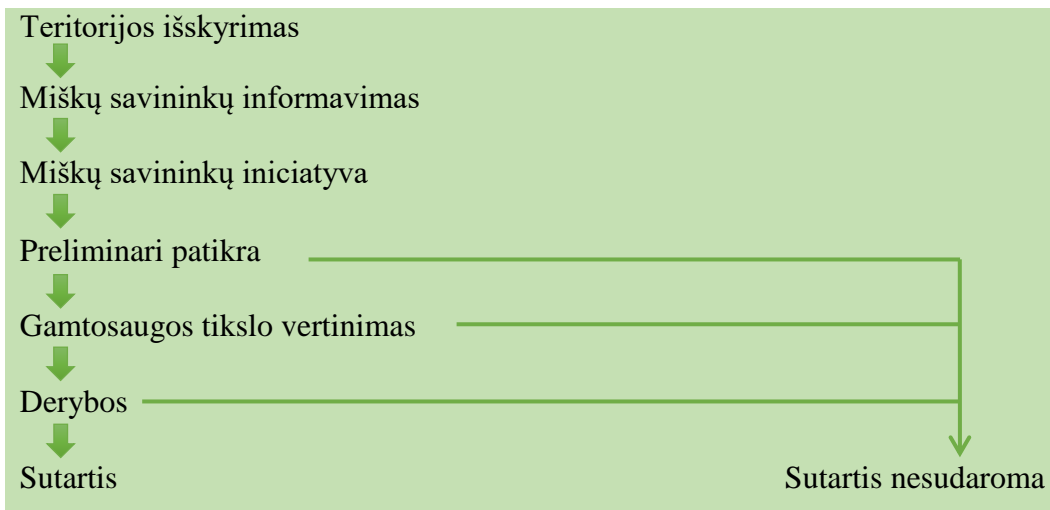 Teritorijos išskyrimas
Miškų savininkų informavimas
Miškų savininkų iniciatyva
Preliminari patikra
Gamtosaugos tikslo vertinimas
Derybos
Sutartis
Sutartis nesudaroma